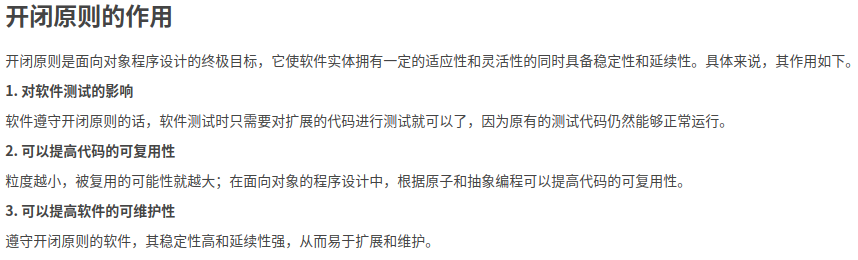 开闭原则的作用
开闭原则是面向对象程序设计的终极目标，它使软件实体拥有一定的适应性和灵活性的同时具备稳定性和延续性。具体来说，其作用如下。
1. 对软件测试的影响
软件遵守开闭原则的话，软件测试时只需要对扩展的代码进行测试就可以了，因为原有的测试代码仍然能够正常运行。
2. 可以提高代码的可复用性
粒度越小，被复用的可能性就越大；在面向对象的程序设计中，根据原子和抽象编程可以提高代码的可复用性。
3. 可以提高软件的可维护性
遵守开闭原则的软件，其稳定性高和延续性强，从而易于扩展和维护。